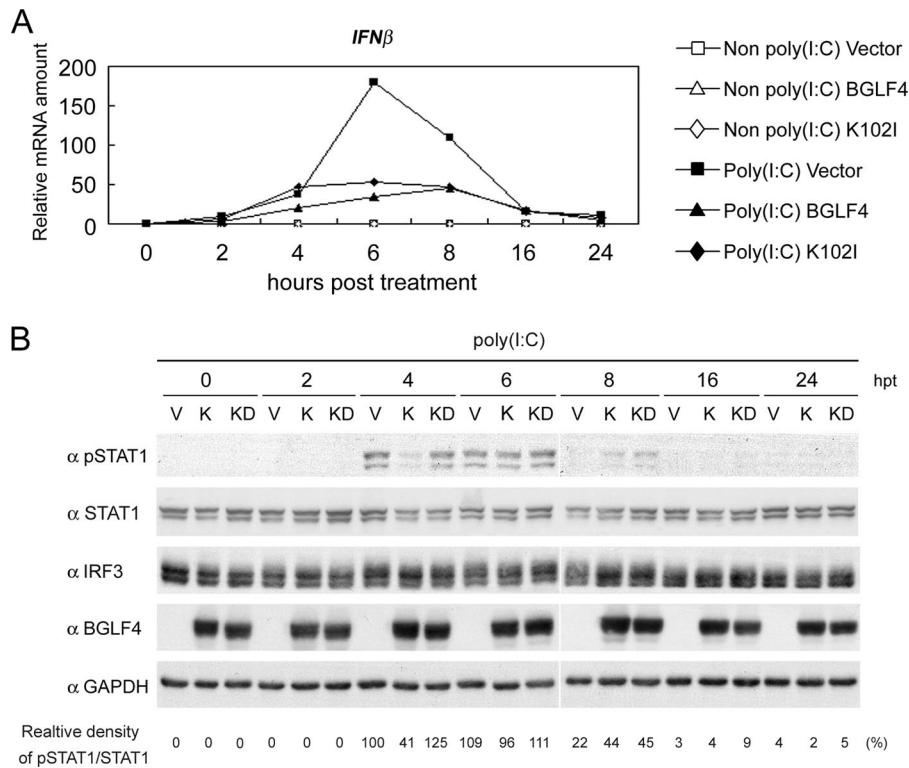 A
IFNβ
Relative mRNA amount
200
150
100
50
0
0 2 4 6 8 16 24
hours post treatment
Non poly(I:C) Vector
Non poly(I:C) BGLF4
Non poly(I:C) K102I
Poly(I:C) Vector
Poly(I:C) BGLF4
Poly(I:C) K102I
B
poly(I:C)
0 2 4 6 8 16 24 hpt
V K KD V K KD V K KD V K KD V K KD V K KD V K KD
α pSTAT1
α STAT1
α IRF3
α BGLF4
α GAPDH
Realtive density
of pSTAT1/STAT1
0 0 0 0 0 0 100 41 125 109 96 111 22 44 45 3 4 9 4 2 5 (%)